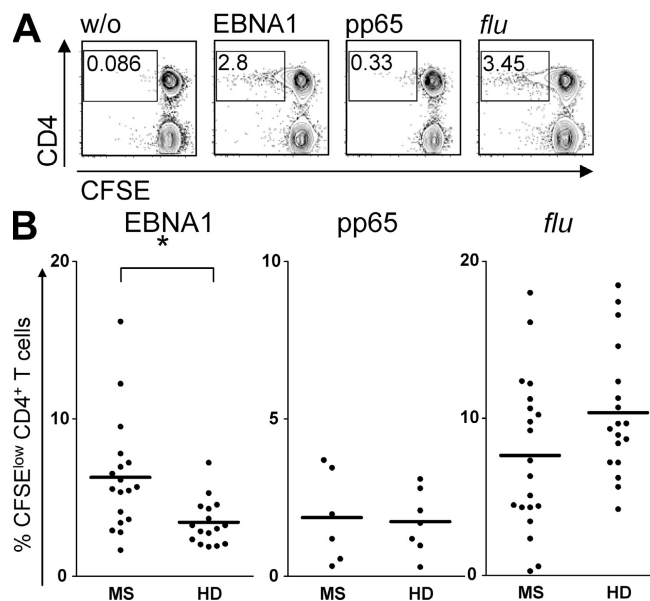 A w/o EBNA1 pp65 flu
0.086 2.8 0.33 3.45
CD4
CFSE
B EBNA1 pp65 flu
*
20 10 20
% CFSElow CD4+ T cells
10 5 10
0 0 0
MS HD MS HD MS HD